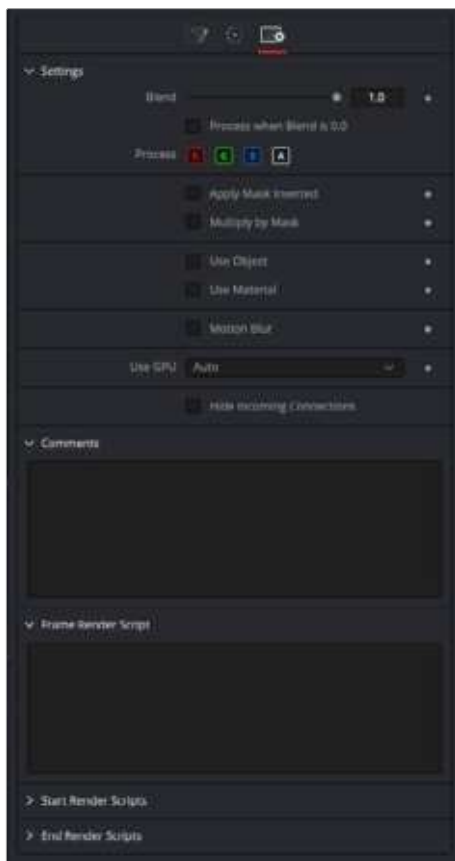 Settings
Blend 1.0
Process when Blend is 0.0
Process R G B A
Apply Mask Inverted
Multiply by Mask
Use Object
Use Material
Motion Blur
Use GPU Auto
Hide Incoming Connections
Comments
Frame Render Script
Start Render Scripts
End Render Scripts